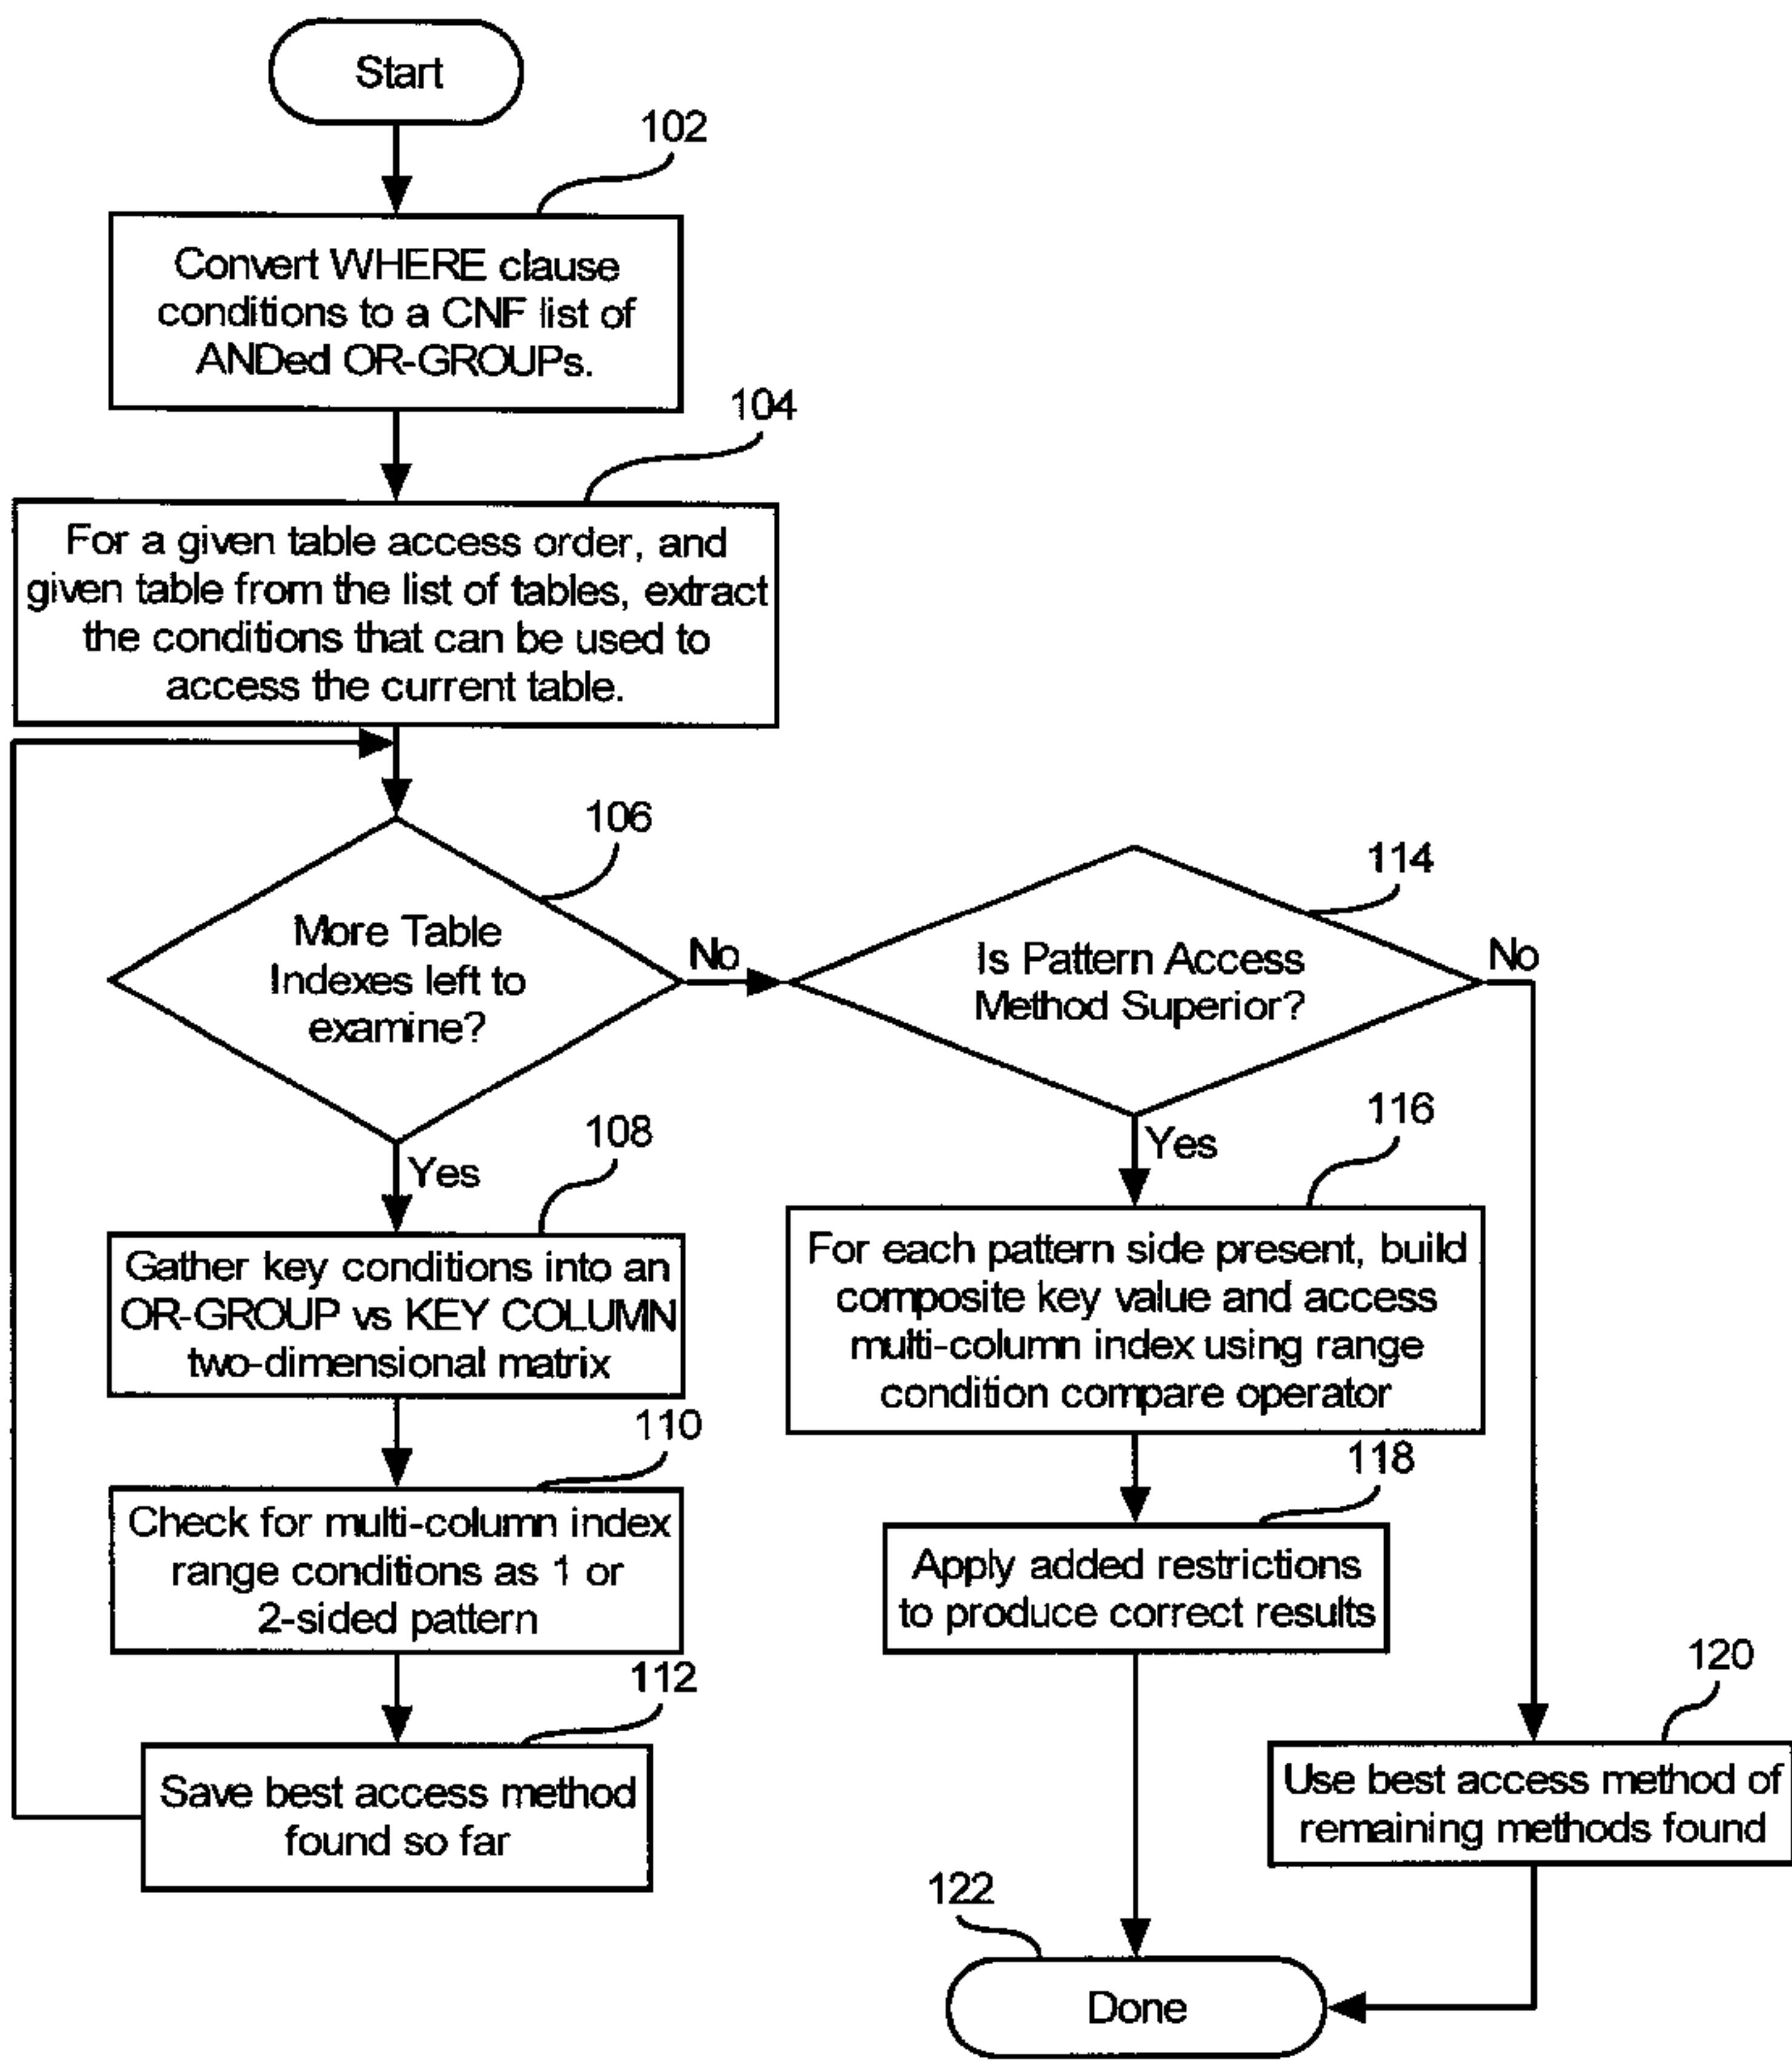 Start
102
Convert WHERE clause
conditions to a CNF list of
ANDed OR-GROUPs.
104
For a given table access order, and
given table from the list of tables, extract
the conditions that can be used to
access the current table.
106
More Table
Indexes left to
examine?
No
Yes
108
Gather key conditions into an
OR-GROUP vs KEY COLUMN
two-dimensional matrix
110
Check for multi-column index
range conditions as 1 or
2-sided pattern
112
Save best access method
found so far
114
Is Pattern Access
Method Superior?
No
Yes
116
For each pattern side present, build
composite key value and access
multi-column index using range
condition compare operator
118
Apply added restrictions
to produce correct results
120
Use best access method of
remaining methods found
122
Done